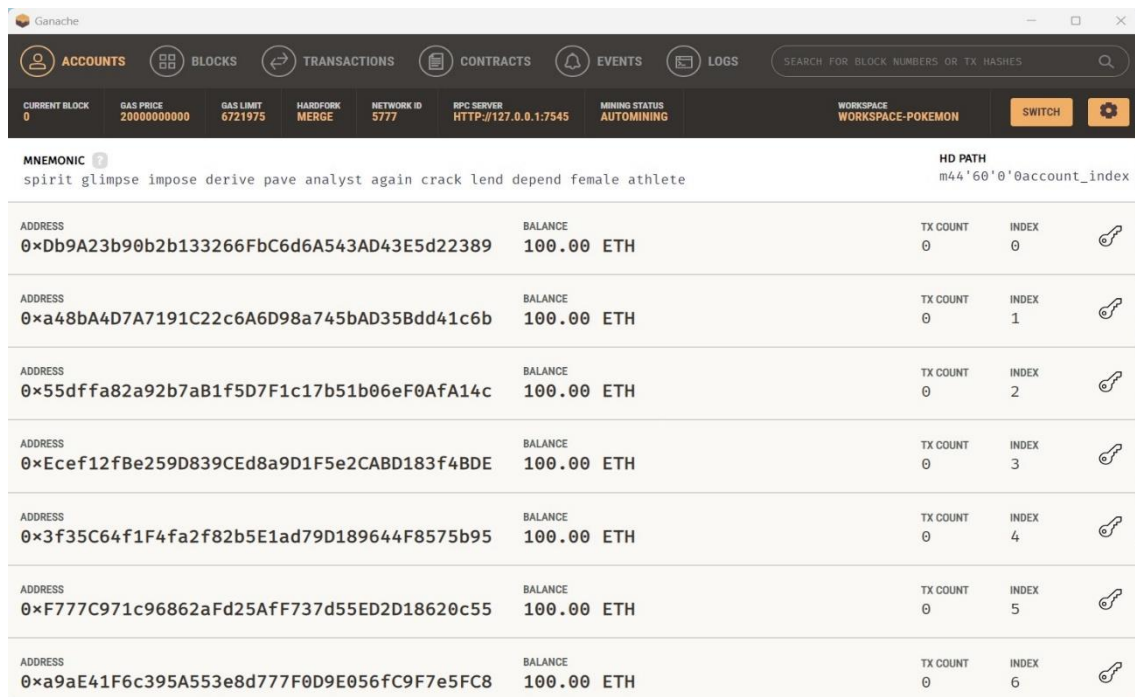 Ganache
ACCOUNTS BLOCKS TRANSACTIONS CONTRACTS EVENTS LOGS SEARCH FOR BLOCK NUMBERS OR TX HASHES
CURRENT BLOCK GAS PRICE GAS LIMIT HARDFORK NETWORK ID RPC SERVER MINING STATUS WORKSPACE
0 20000000000 6721975 MERGE 5777 HTTP://127.0.0.1:7545 AUTOMINING WORKSPACE-POKEMON SWITCH
MNEMONIC ? HD PATH
spirit glimpse impose derive pave analyst again crack lend depend female athlete m44'60'0'0account_index
ADDRESS BALANCE TX COUNT INDEX
0×Db9A23b90b2b133266FbC6d6A543AD43E5d22389 100.00 ETH 0 0
ADDRESS BALANCE TX COUNT INDEX
0×a48bA4D7A7191C22c6A6D98a745bAD35Bdd41c6b 100.00 ETH 0 1
ADDRESS BALANCE TX COUNT INDEX
0×55dffa82a92b7aB1f5D7F1c17b51b06eF0AfA14c 100.00 ETH 0 2
ADDRESS BALANCE TX COUNT INDEX
0×Ecef12fBe259D839CEd8a9D1F5e2CABD183f4BDE 100.00 ETH 0 3
ADDRESS BALANCE TX COUNT INDEX
0×3f35C64f1F4fa2f82b5E1ad79D189644F8575b95 100.00 ETH 0 4
ADDRESS BALANCE TX COUNT INDEX
0×F777C971c96862aFd25AfF737d55ED2D18620c55 100.00 ETH 0 5
ADDRESS BALANCE TX COUNT INDEX
0×a9aE41F6c395A553e8d777F0D9E056fC9F7e5FC8 100.00 ETH 0 6